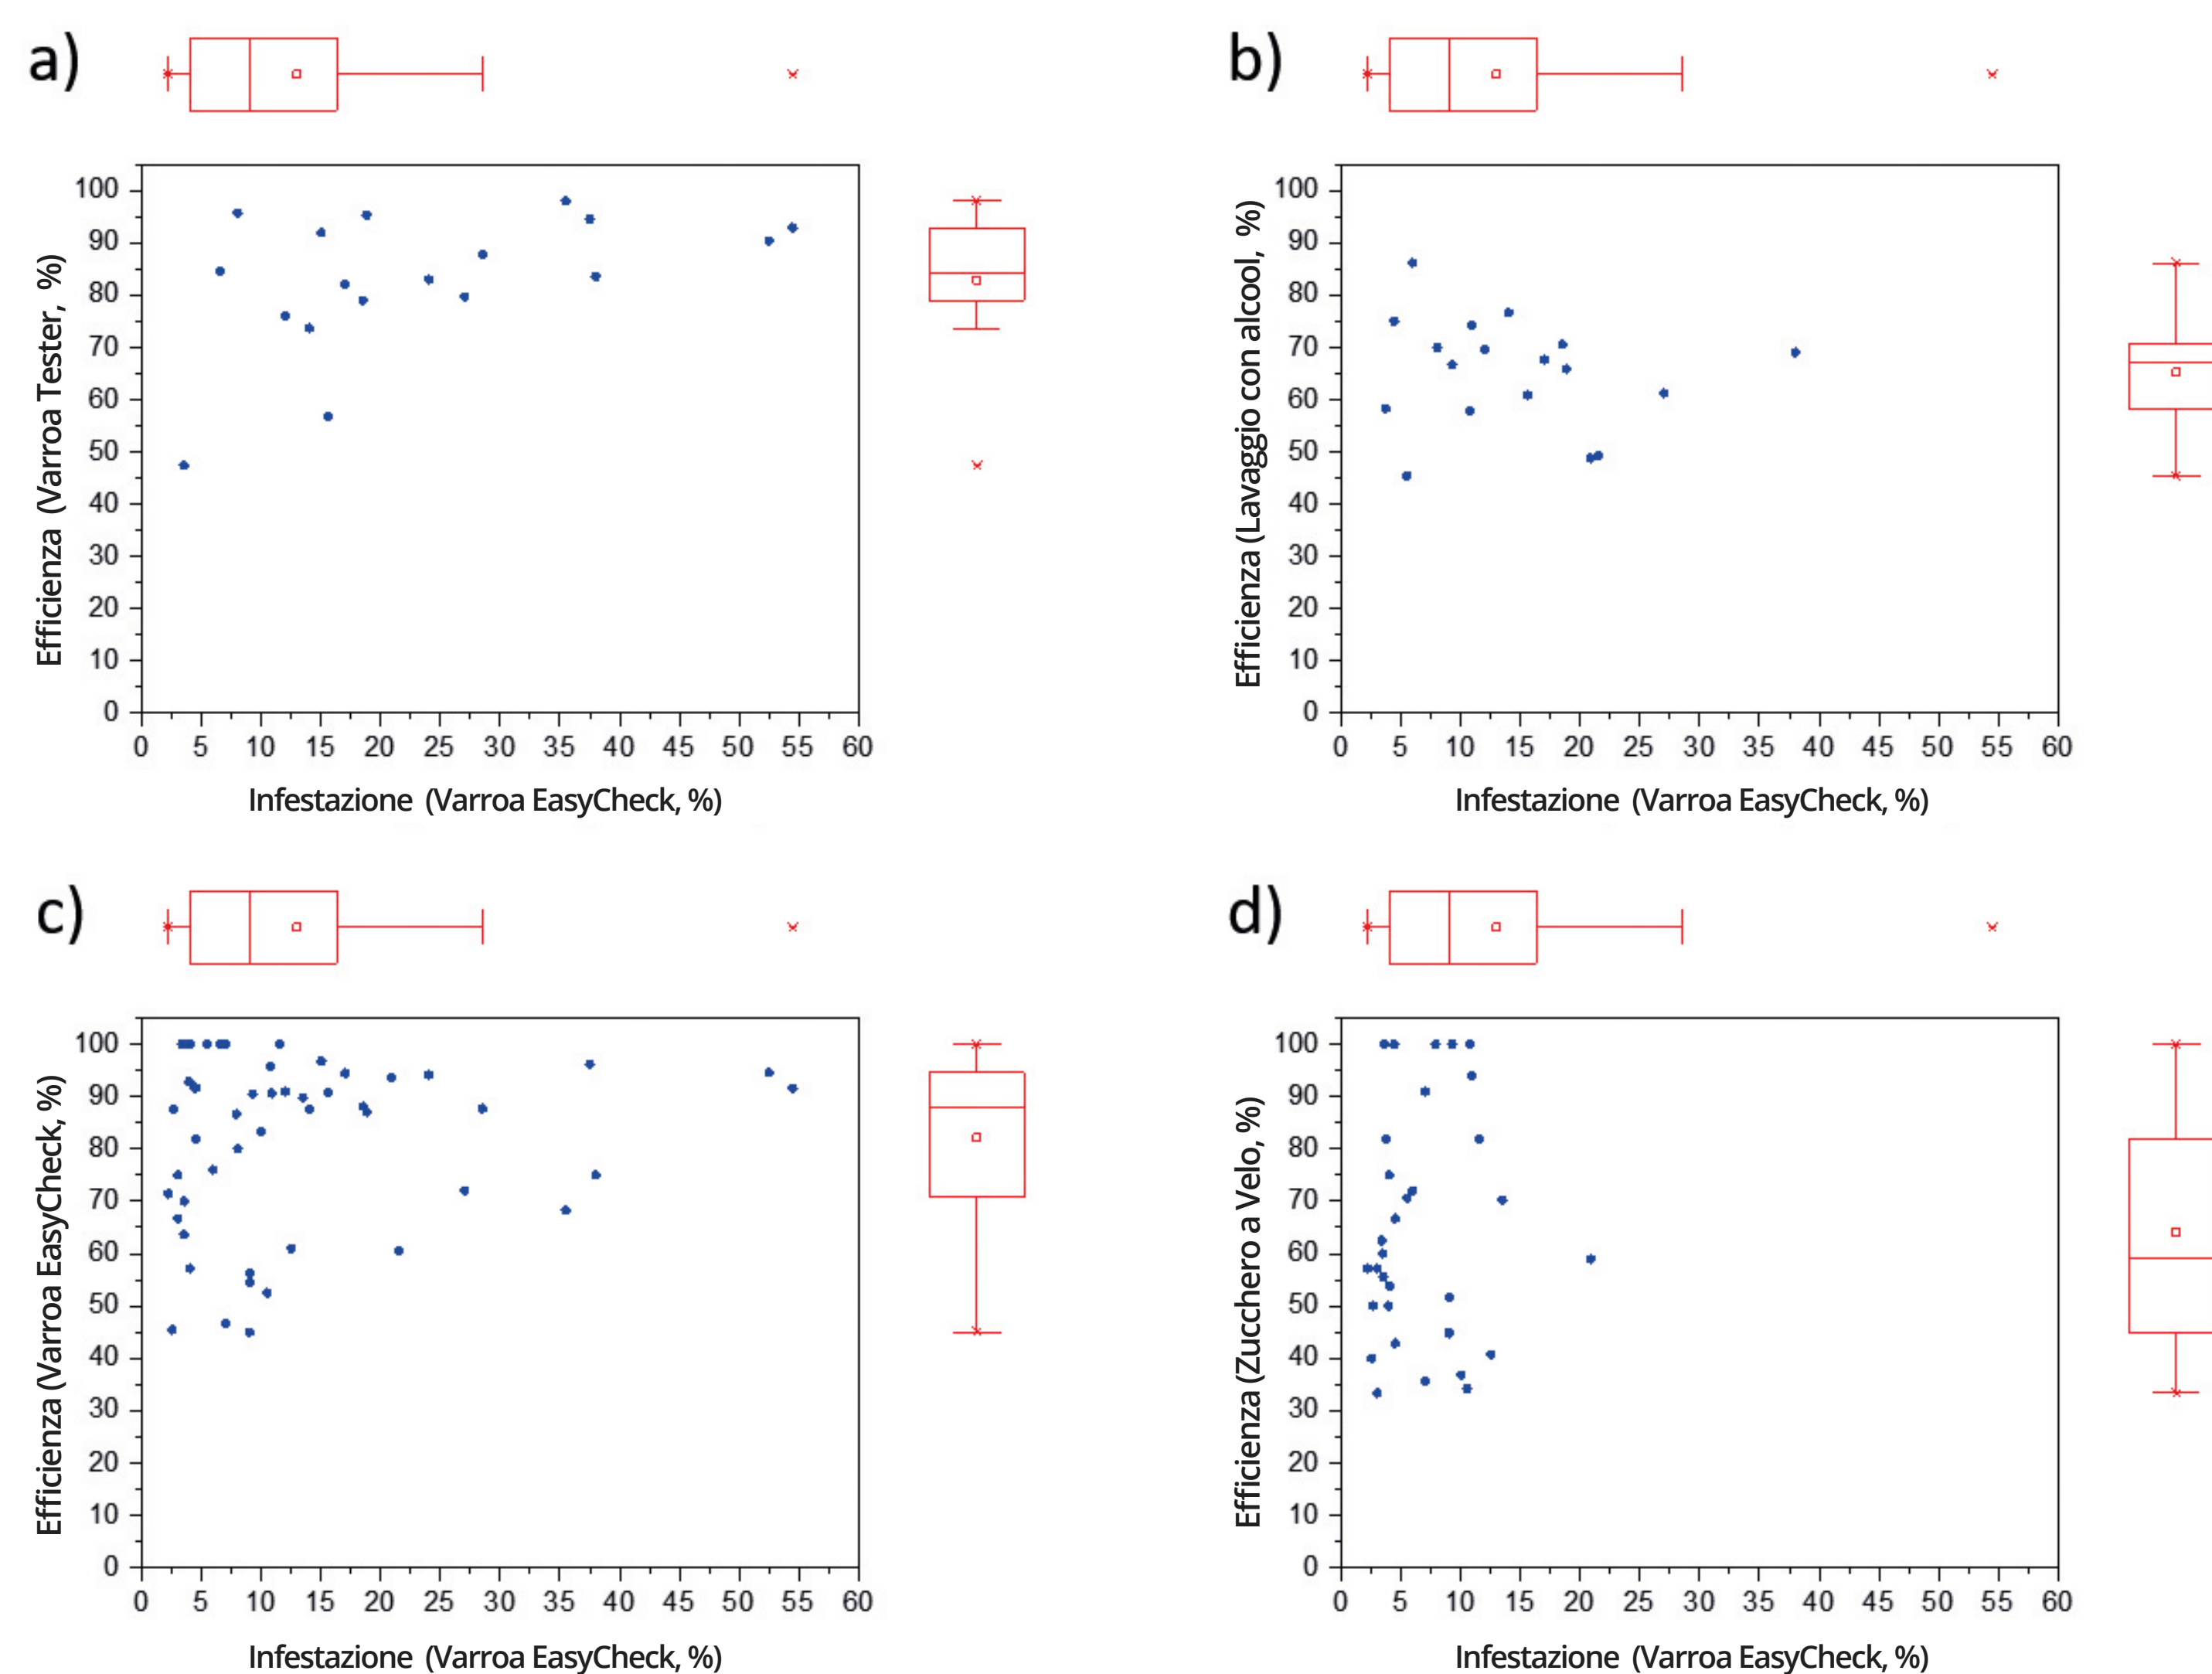 a)
100
90
80
70
60
50
40
30
20
10
0
Efficienza (Varroa Tester, %)
0 5 10 15 20 25 30 35 40 45 50 55 60
Infestazione (Varroa EasyCheck, %)
b)
100
90
80
70
60
50
40
30
20
10
0
Efficienza (Lavaggio con alcool, %)
0 5 10 15 20 25 30 35 40 45 50 55 60
Infestazione (Varroa EasyCheck, %)
c)
100
90
80
70
60
50
40
30
20
10
0
Efficienza (Varroa EasyCheck, %)
0 5 10 15 20 25 30 35 40 45 50 55 60
Infestazione (Varroa EasyCheck, %)
d)
100
90
80
70
60
50
40
30
20
10
0
Efficienza (Zucchero a Velo, %)
0 5 10 15 20 25 30 35 40 45 50 55 60
Infestazione (Varroa EasyCheck, %)